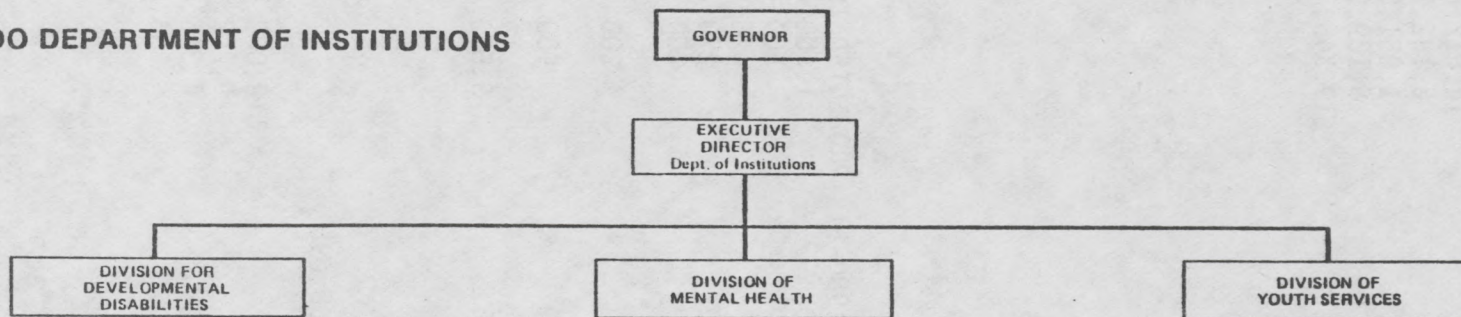 DO DEPARTMENT OF INSTITUTIONS
GOVERNOR
EXECUTIVE
DIRECTOR
Dept. of Institutions
DIVISION FOR
DEVELOPMENTAL
DISABILITIES
DIVISION OF
MENTAL HEALTH
DIVISION OF
YOUTH SERVICES